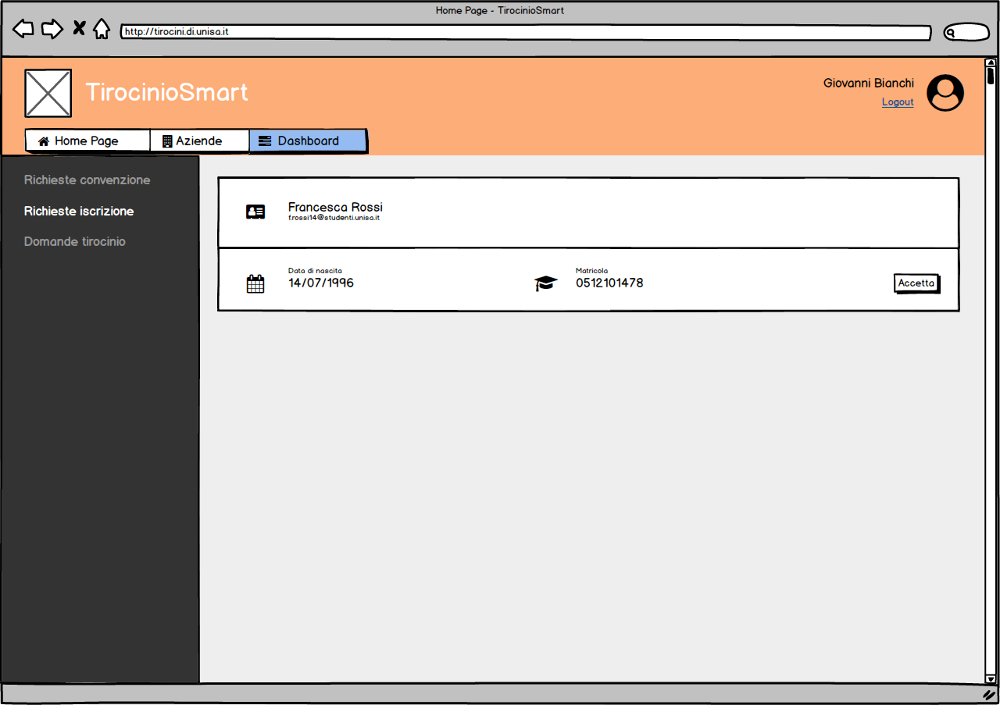 Home Page - TirocinioSmart
http://tirocini.di.unisa.it
TirocinioSmart
Giovanni Bianchi
Logout
Home Page
Aziende
Dashboard
Richieste convenzione
Richieste iscrizione
Domande tirocinio
Francesca Rossi
f.rossi14@studenti.unisa.it
Data di nascita
14/07/1996
Matricola
0512101478
Accetta